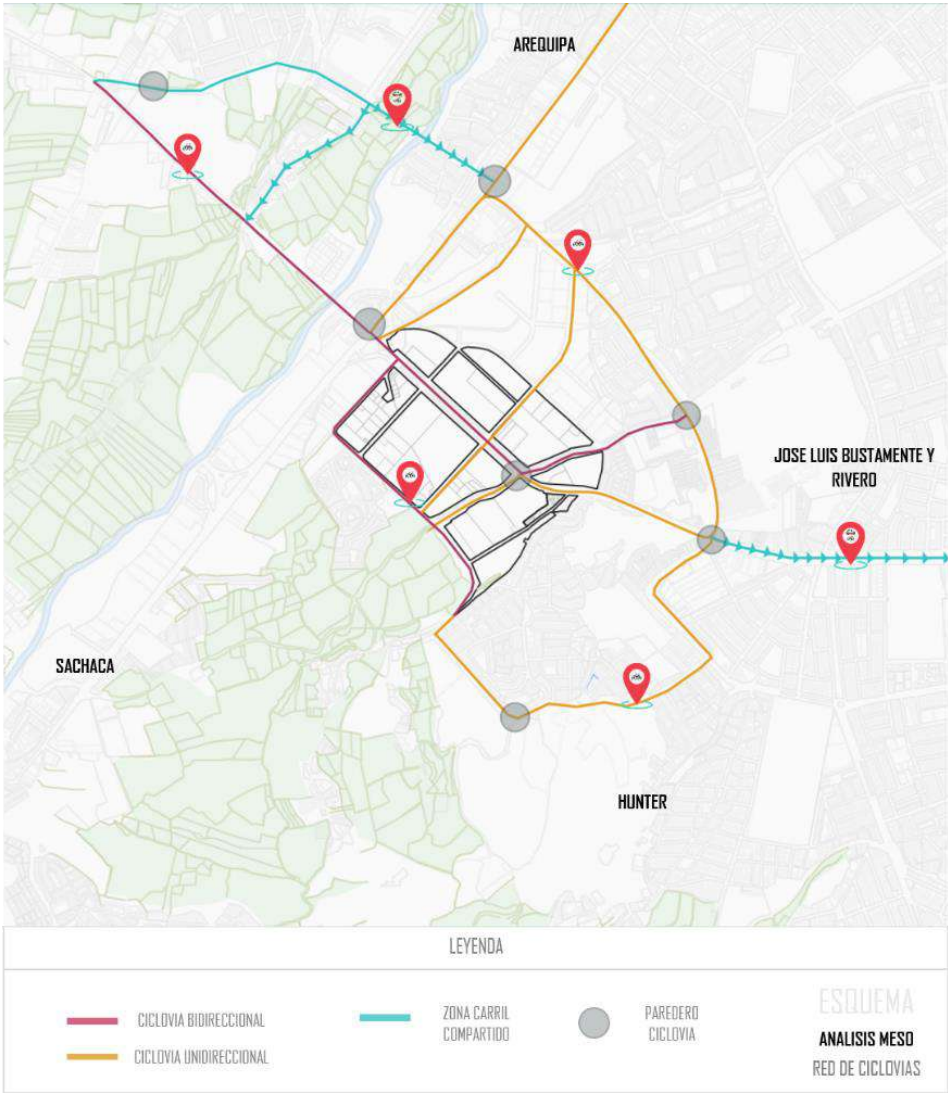 AREQUIPA
JOSE LUIS BUSTAMENTE Y
RIVERO
SACHACA
HUNTER
LEYENDA
CICLOVIA BIDIRECCIONAL
CICLOVIA UNIDIRECCIONAL
ZONA CARRIL
COMPARTIDO
PAREDERO
CICLOVIA
ESQUEMA
ANALISIS MESO
RED DE CICLOVIAS